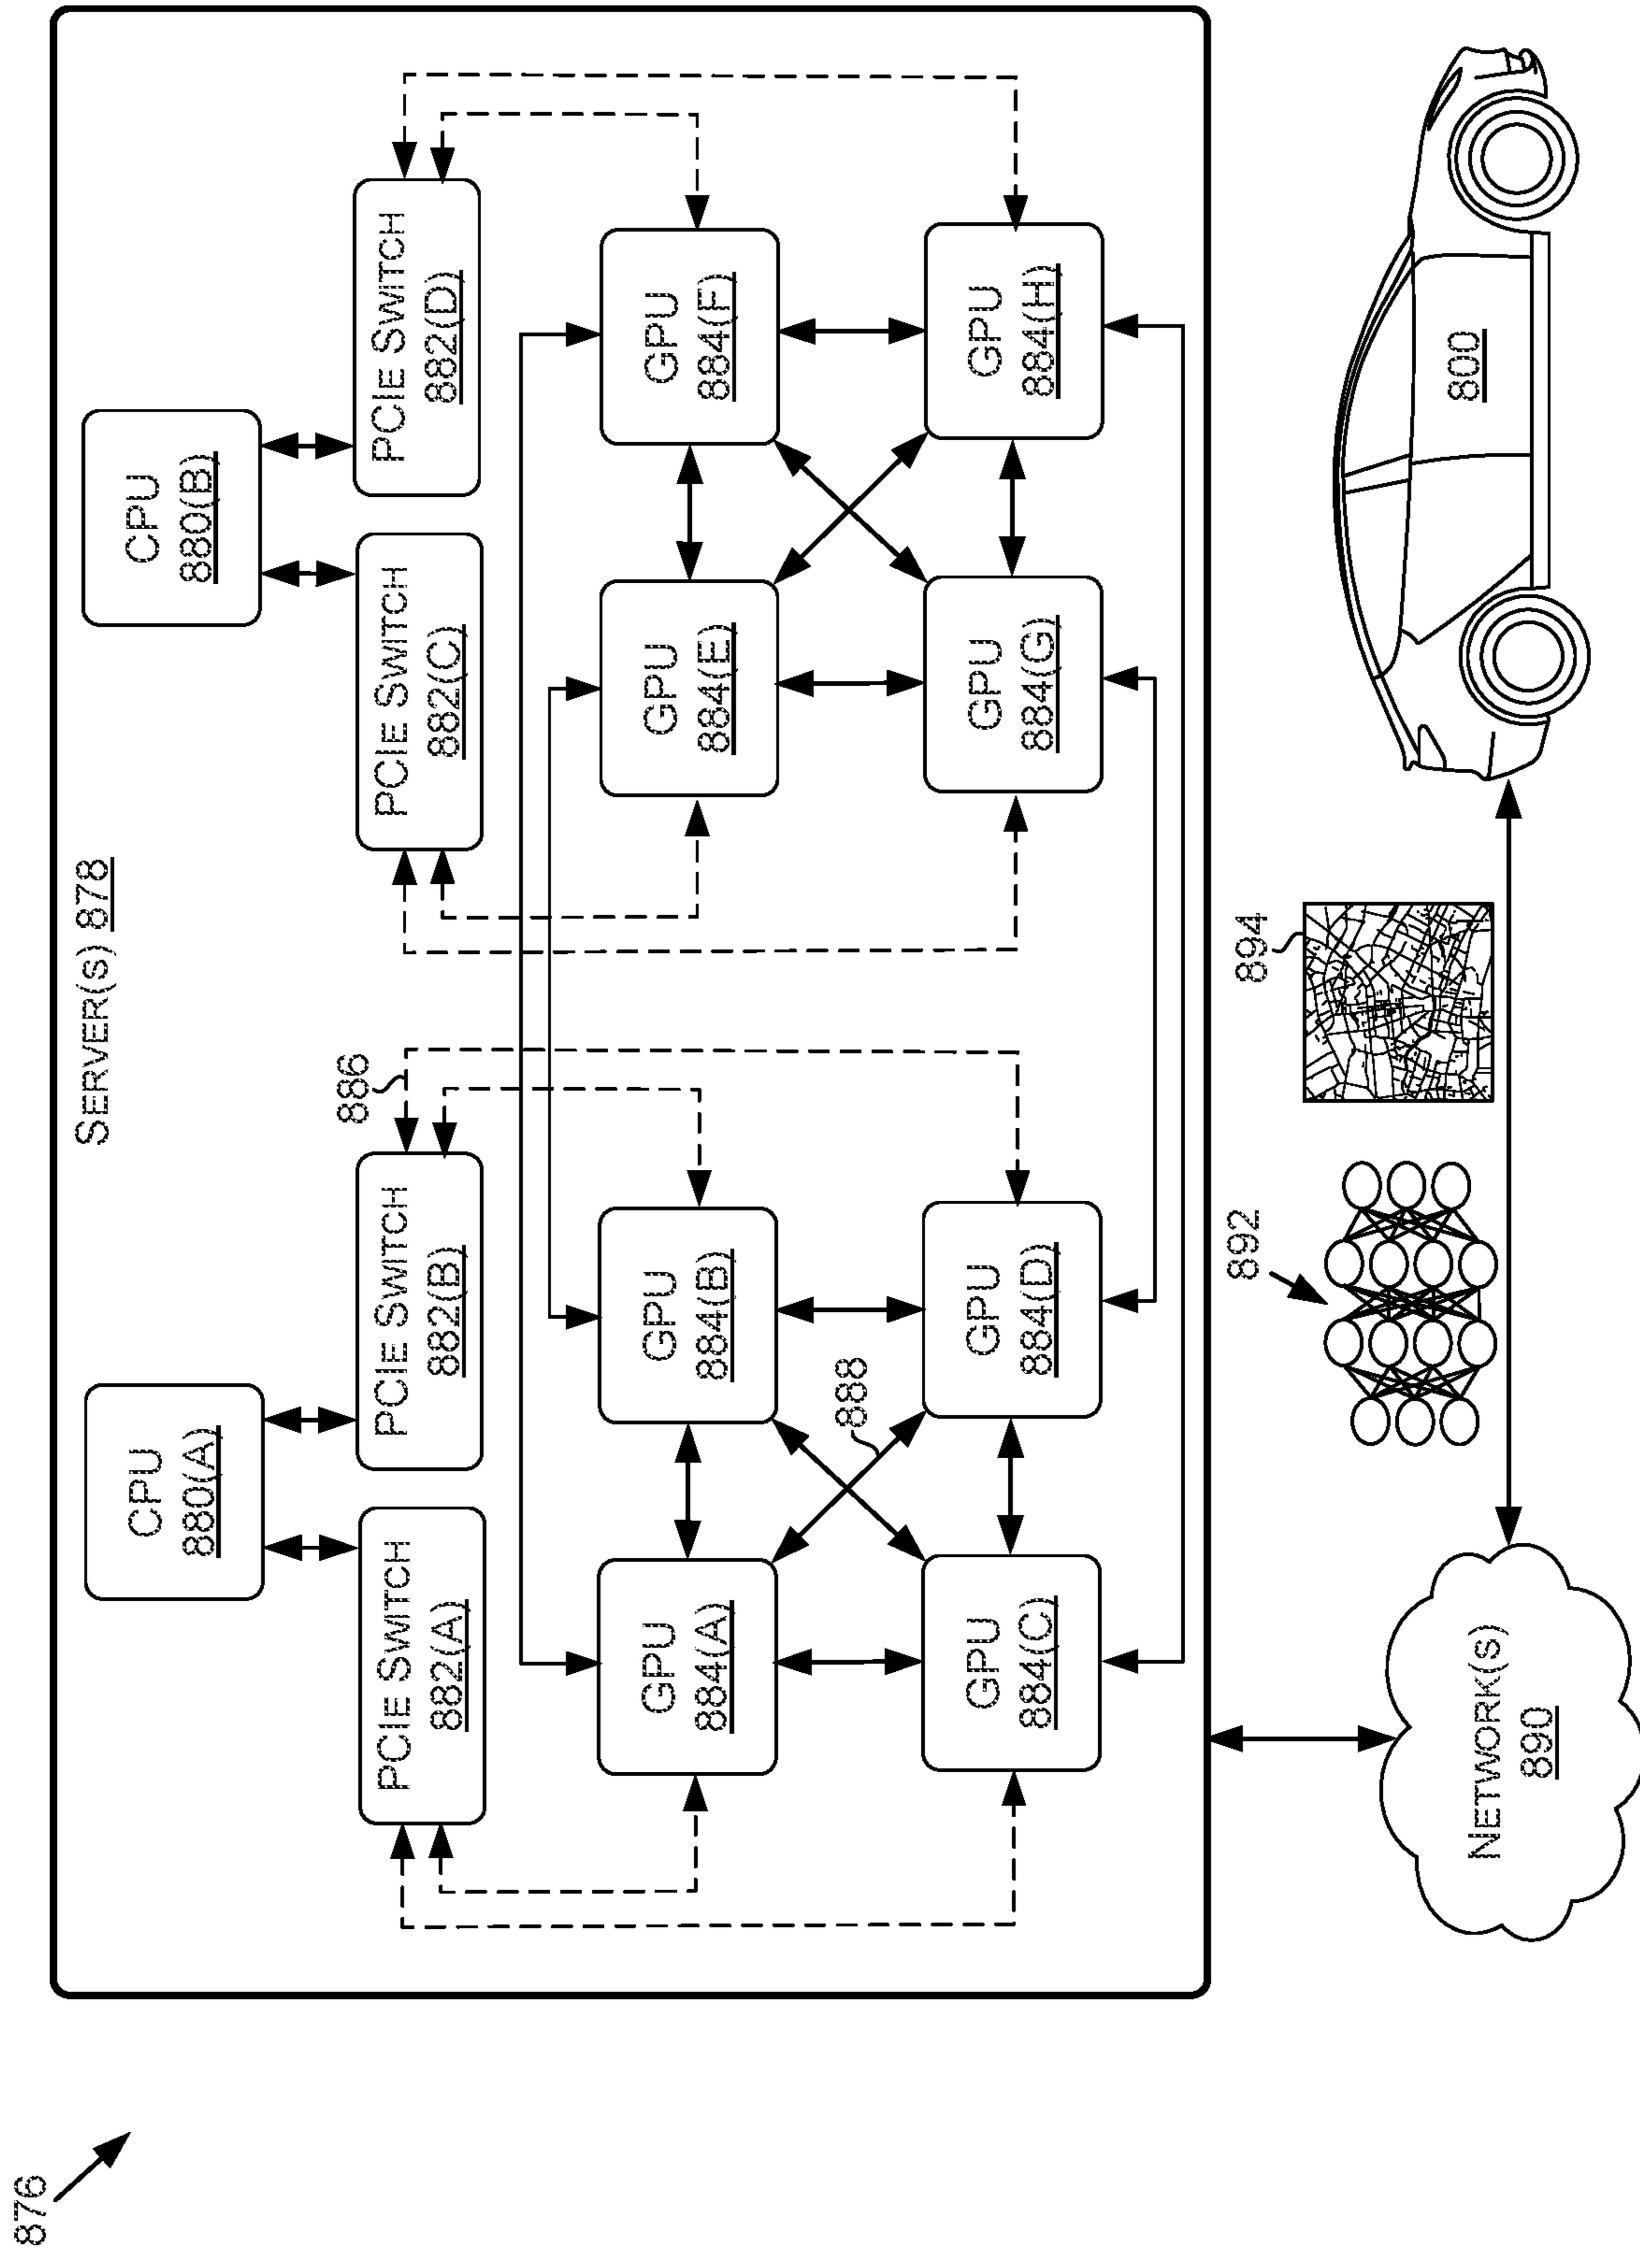 876
SERVER(S) 878
CPU
880(A)
CPU
880(B)
PCIE SWITCH
882(A)
PCIE SWITCH
882(B)
886
PCIE SWITCH
882(C)
PCIE SWITCH
882(D)
GPU
884(A)
GPU
884(B)
GPU
884(E)
GPU
884(F)
888
GPU
884(C)
GPU
884(D)
GPU
884(G)
GPU
884(H)
892
894
NETWORK(S)
890
800